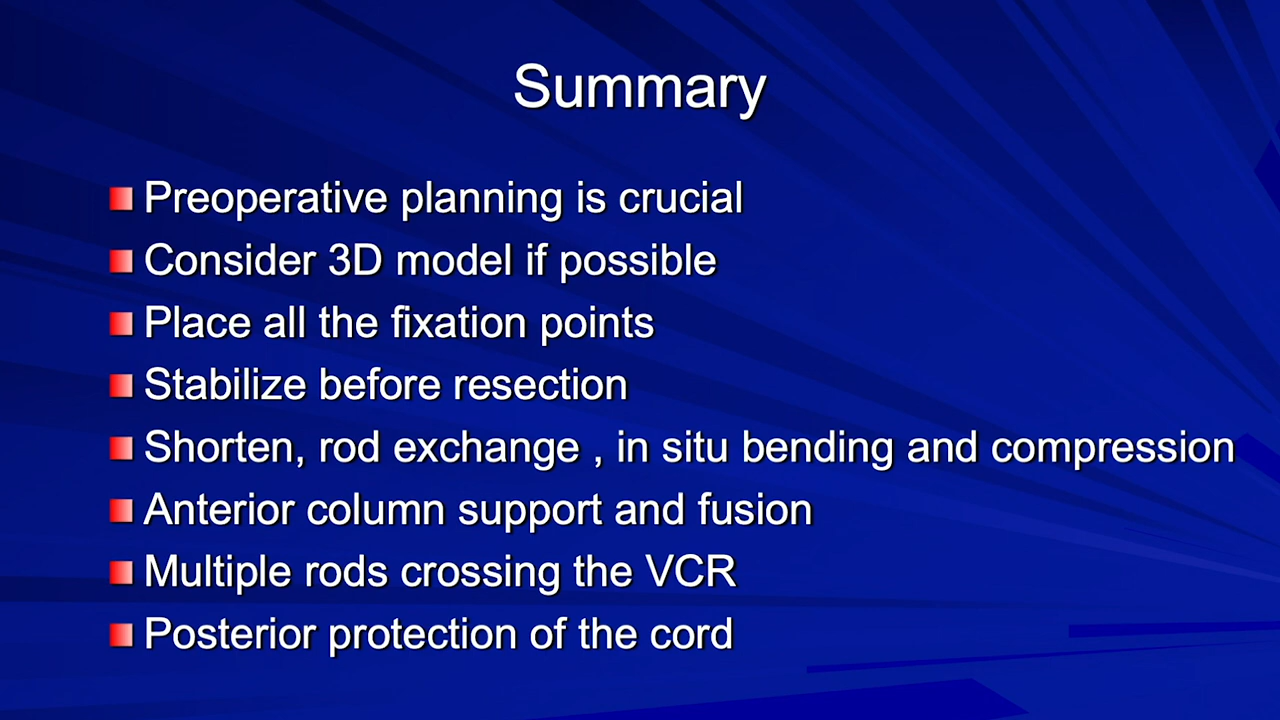 Summary
Preoperative planning is crucial
Consider 3D model if possible
Place all the fixation points
Stabilize before resection
Shorten, rod exchange , in situ bending and compression
Anterior column support and fusion
Multiple rods crossing the VCR
Posterior protection of the cord